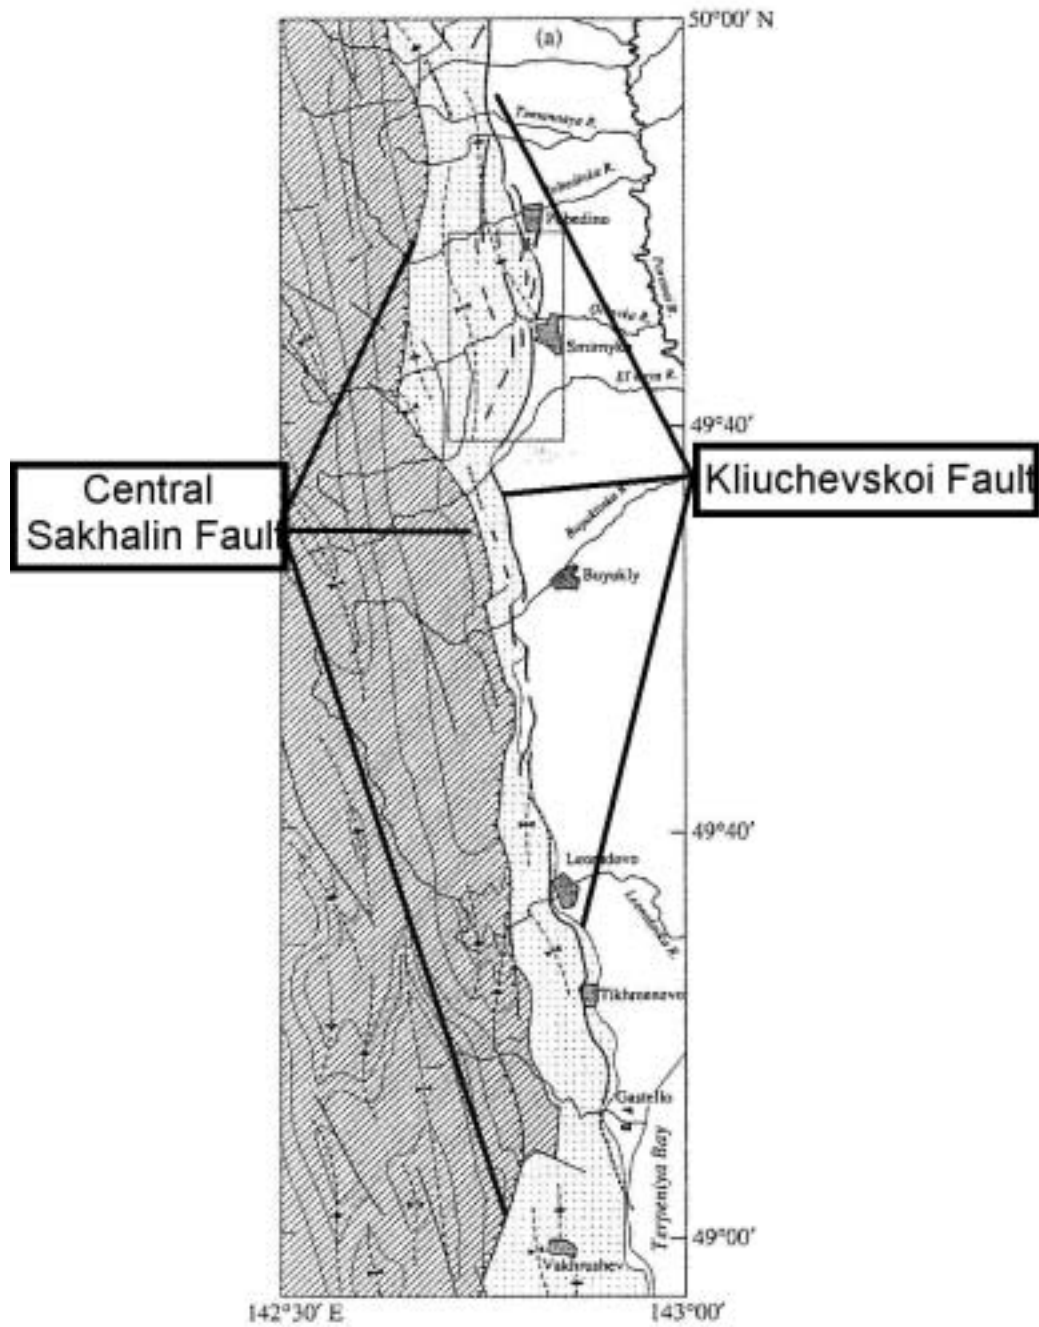 50°00' N
(a)
Pobedino
Smirnykh
49°40'
Central
Sakhalin Fault
Kliuchevskoi Fault
Buyukly
49°40'
Leonidovo
Tikhmenevo
Gastello
Terpeniya Bay
49°00'
Vakhrushev
142°30' E
143°00'